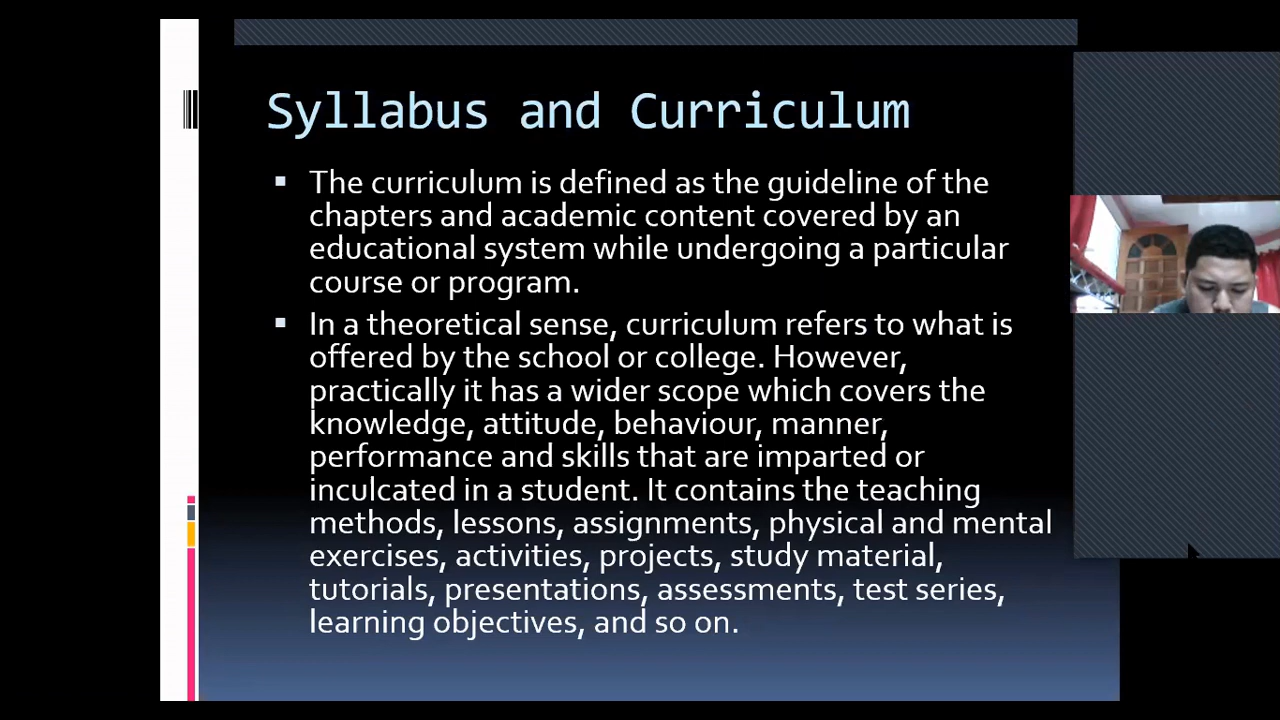 Syllabus and Curriculum
▪ The curriculum is defined as the guideline of the
chapters and academic content covered by an
educational system while undergoing a particular
course or program.
▪ In a theoretical sense, curriculum refers to what is
offered by the school or college. However,
practically it has a wider scope which covers the
knowledge, attitude, behaviour, manner,
performance and skills that are imparted or
inculcated in a student. It contains the teaching
methods, lessons, assignments, physical and mental
exercises, activities, projects, study material,
tutorials, presentations, assessments, test series,
learning objectives, and so on.